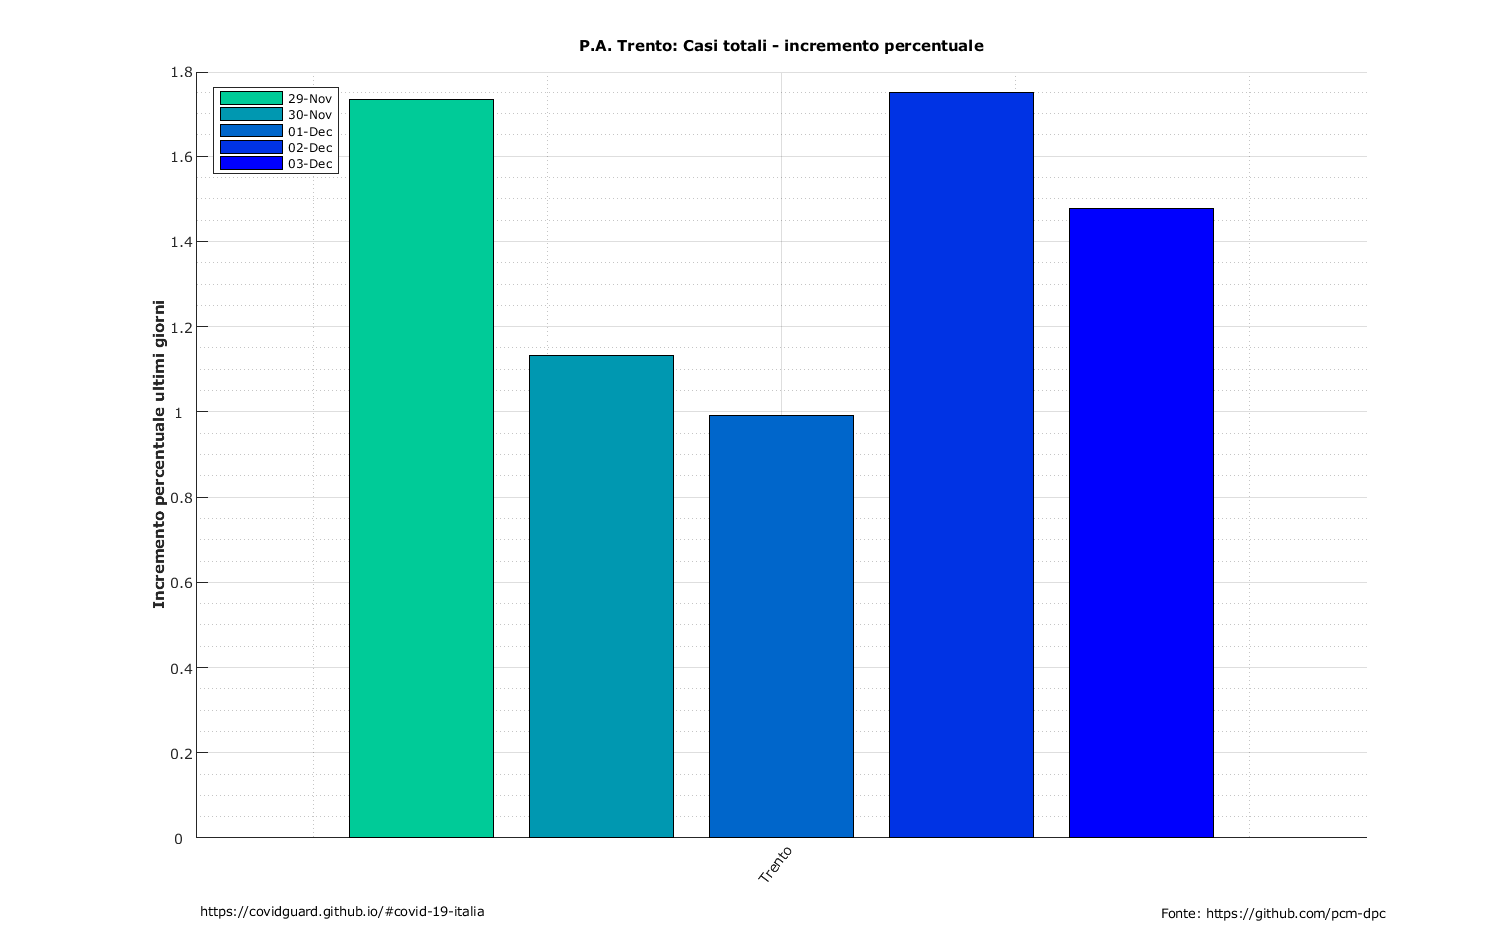 P.A. Trento: Casi totali - incremento percentuale
Incremento percentuale ultimi giorni
1.8
1.6
1.4
1.2
1
0.8
0.6
0.4
0.2
0
29-Nov
30-Nov
01-Dec
02-Dec
03-Dec
Trento
https://covidguard.github.io/#covid-19-italia
Fonte: https://github.com/pcm-dpc